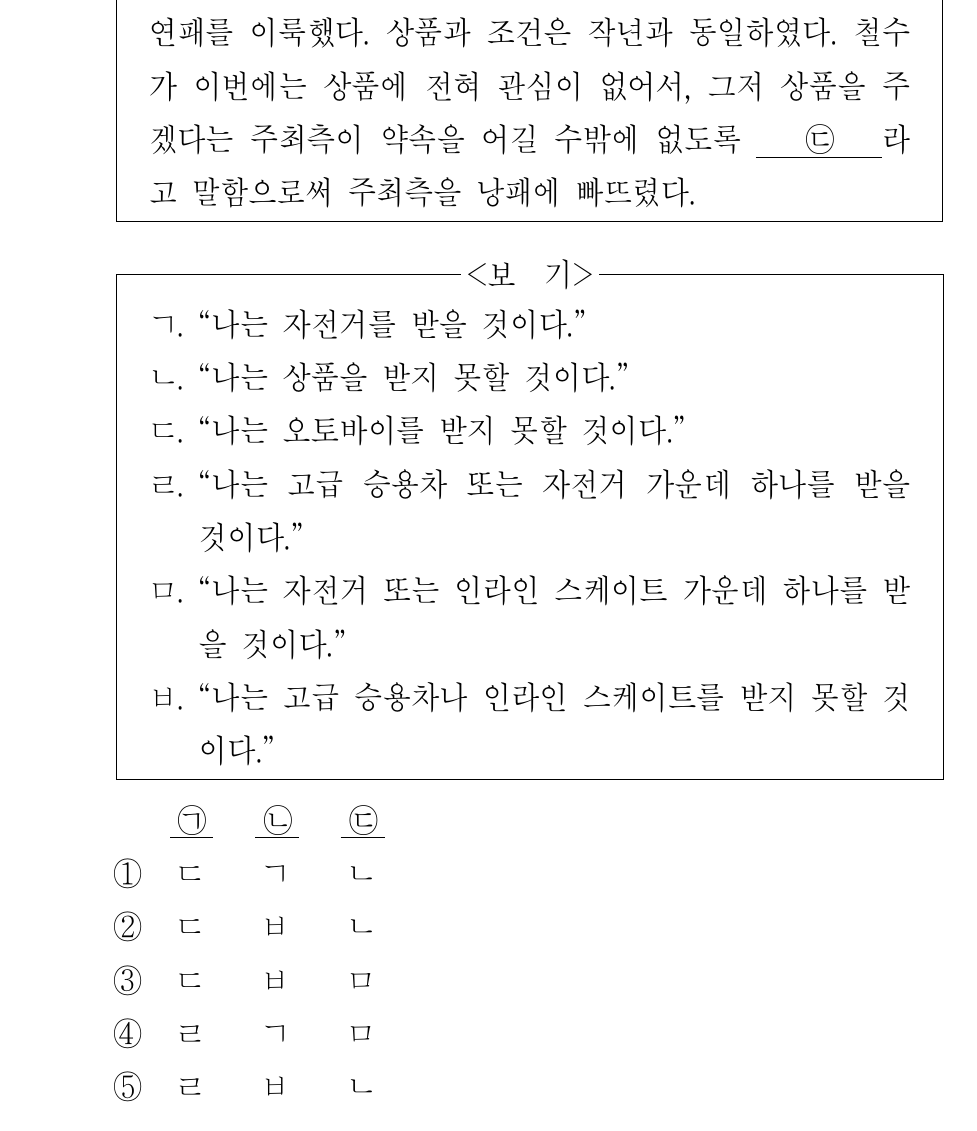 연패를 이룩했다. 상품과 조건은 작년과 동일하였다. 철수
가 이번에는 상품에 전혀 관심이 없어서, 그저 상품을 주
겠다는 주최측이 약속을 어길 수밖에 없도록 ㉢ 라
고 말함으로써 주최측을 낭패에 빠뜨렸다.
<보 기>
ㄱ. “나는 자전거를 받을 것이다.”
ㄴ. “나는 상품을 받지 못할 것이다.”
ㄷ. “나는 오토바이를 받지 못할 것이다.”
ㄹ. “나는 고급 승용차 또는 자전거 가운데 하나를 받을
것이다.”
ㅁ. “나는 자전거 또는 인라인 스케이트 가운데 하나를 받
을 것이다.”
ㅂ. “나는 고급 승용차나 인라인 스케이트를 받지 못할 것
이다.”
㉠ ㉡ ㉢
① ㄷ ㄱ ㄴ
② ㄷ ㅂ ㄴ
③ ㄷ ㅂ ㅁ
④ ㄹ ㄱ ㅁ
⑤ ㄹ ㅂ ㄴ